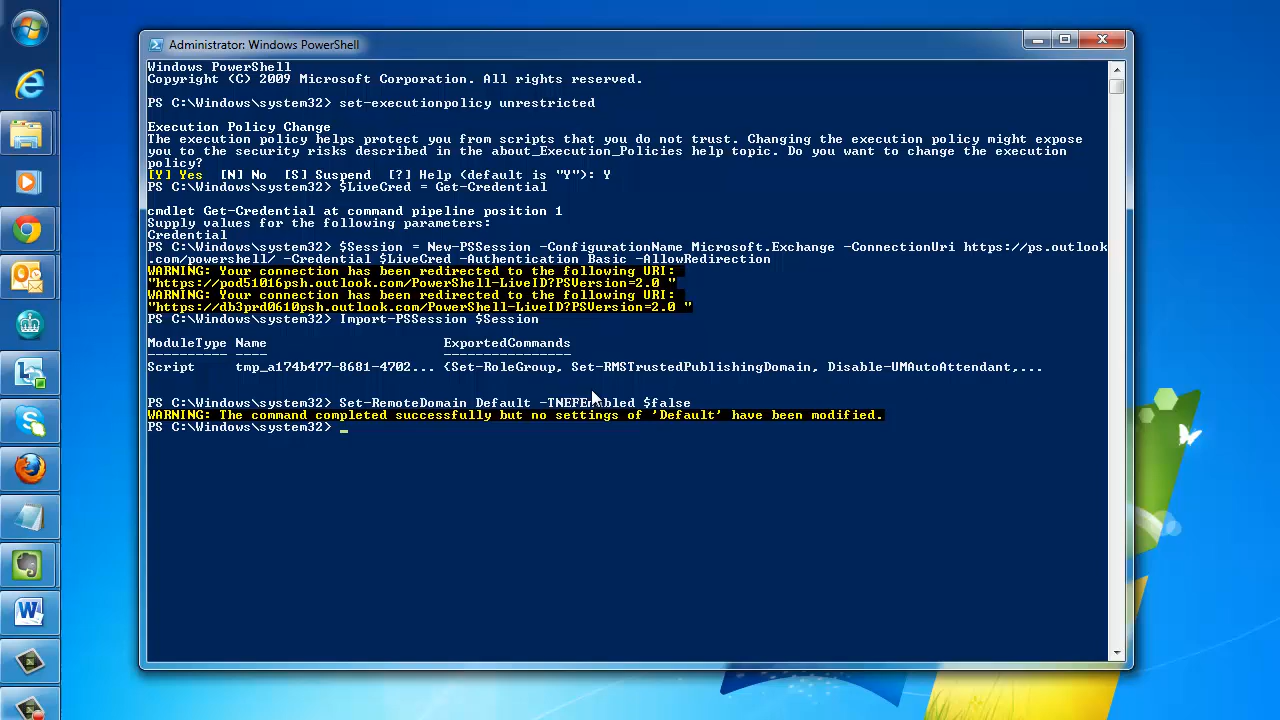 Administrator: Windows PowerShell
Windows PowerShell
Copyright (C) 2009 Microsoft Corporation. All rights reserved.
PS C:\Windows\system32> set-executionpolicy unrestricted
Execution Policy Change
The execution policy helps protect you from scripts that you do not trust. Changing the execution policy might expose
you to the security risks described in the about_Execution_Policies help topic. Do you want to change the execution
policy?
[Y] Yes  [N] No  [S] Suspend  [?] Help (default is "Y"): Y
PS C:\Windows\system32> $LiveCred = Get-Credential
cmdlet Get-Credential at command pipeline position 1
Supply values for the following parameters:
Credential
PS C:\Windows\system32> $Session = New-PSSession -ConfigurationName Microsoft.Exchange -ConnectionUri https://ps.outlook
.com/powershell/ -Credential $LiveCred -Authentication Basic -AllowRedirection
WARNING: Your connection has been redirected to the following URI:
"https://pod51016psh.outlook.com/PowerShell-LiveID?PSVersion=2.0 "
WARNING: Your connection has been redirected to the following URI:
"https://db3prd0610psh.outlook.com/PowerShell-LiveID?PSVersion=2.0 "
PS C:\Windows\system32> Import-PSSession $Session
ModuleType Name ExportedCommands
---------- ---- ----------------
Script tmp_a174b477-8681-4702... {Set-RoleGroup, Set-RMSTrustedPublishingDomain, Disable-UMAutoAttendant,...
PS C:\Windows\system32> Set-RemoteDomain Default -TNEFEnabled $false
WARNING: The command completed successfully but no settings of 'Default' have been modified.
PS C:\Windows\system32> _